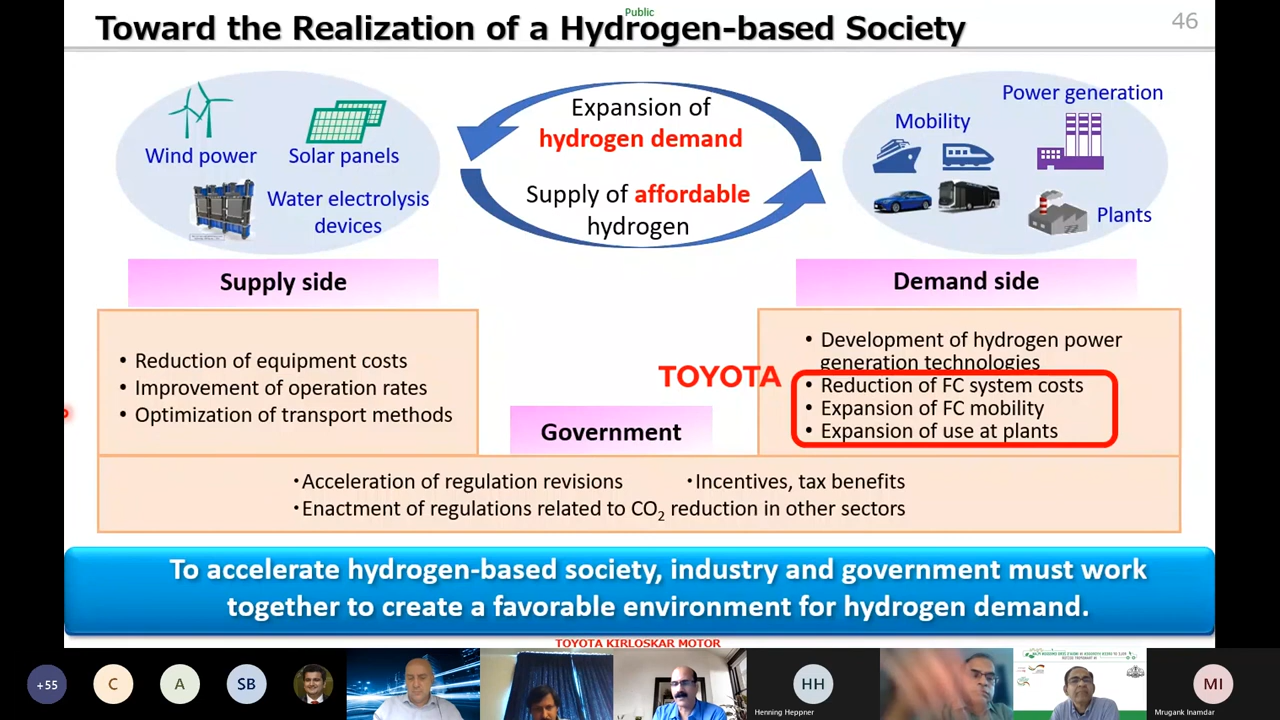 Public
Toward the Realization of a Hydrogen-based Society
46
Wind power
Solar panels
Water electrolysis
devices
Expansion of
hydrogen demand
Supply of affordable
hydrogen
Power generation
Mobility
Plants
Supply side
Demand side
• Reduction of equipment costs
• Improvement of operation rates
• Optimization of transport methods
TOYOTA
• Development of hydrogen power
generation technologies
• Reduction of FC system costs
• Expansion of FC mobility
• Expansion of use at plants
Government
・Acceleration of regulation revisions
・Incentives, tax benefits
・Enactment of regulations related to CO2 reduction in other sectors
To accelerate hydrogen-based society, industry and government must work
together to create a favorable environment for hydrogen demand.
TOYOTA KIRLOSKAR MOTOR
+55
C
A
SB
HH
Henning Heppner
MI
Mrugank Inamdar